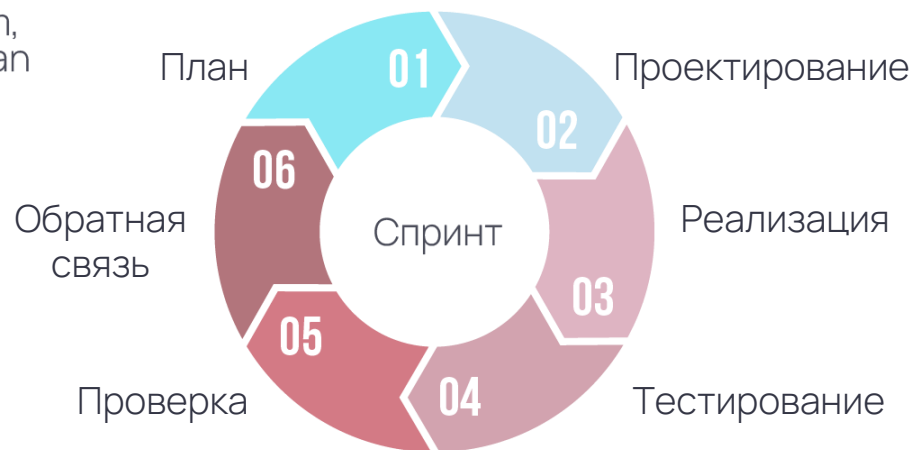 План
01
Проектирование
02
Реализация
03
Тестирование
04
Проверка
05
Обратная
связь
06
Спринт